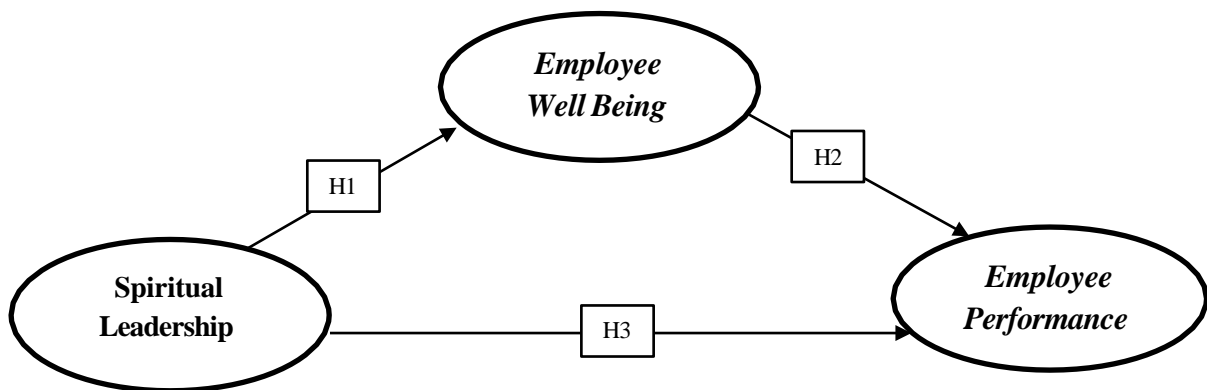 Employee
Well Being
H1
H2
Spiritual
Leadership
Employee
Performance
H3